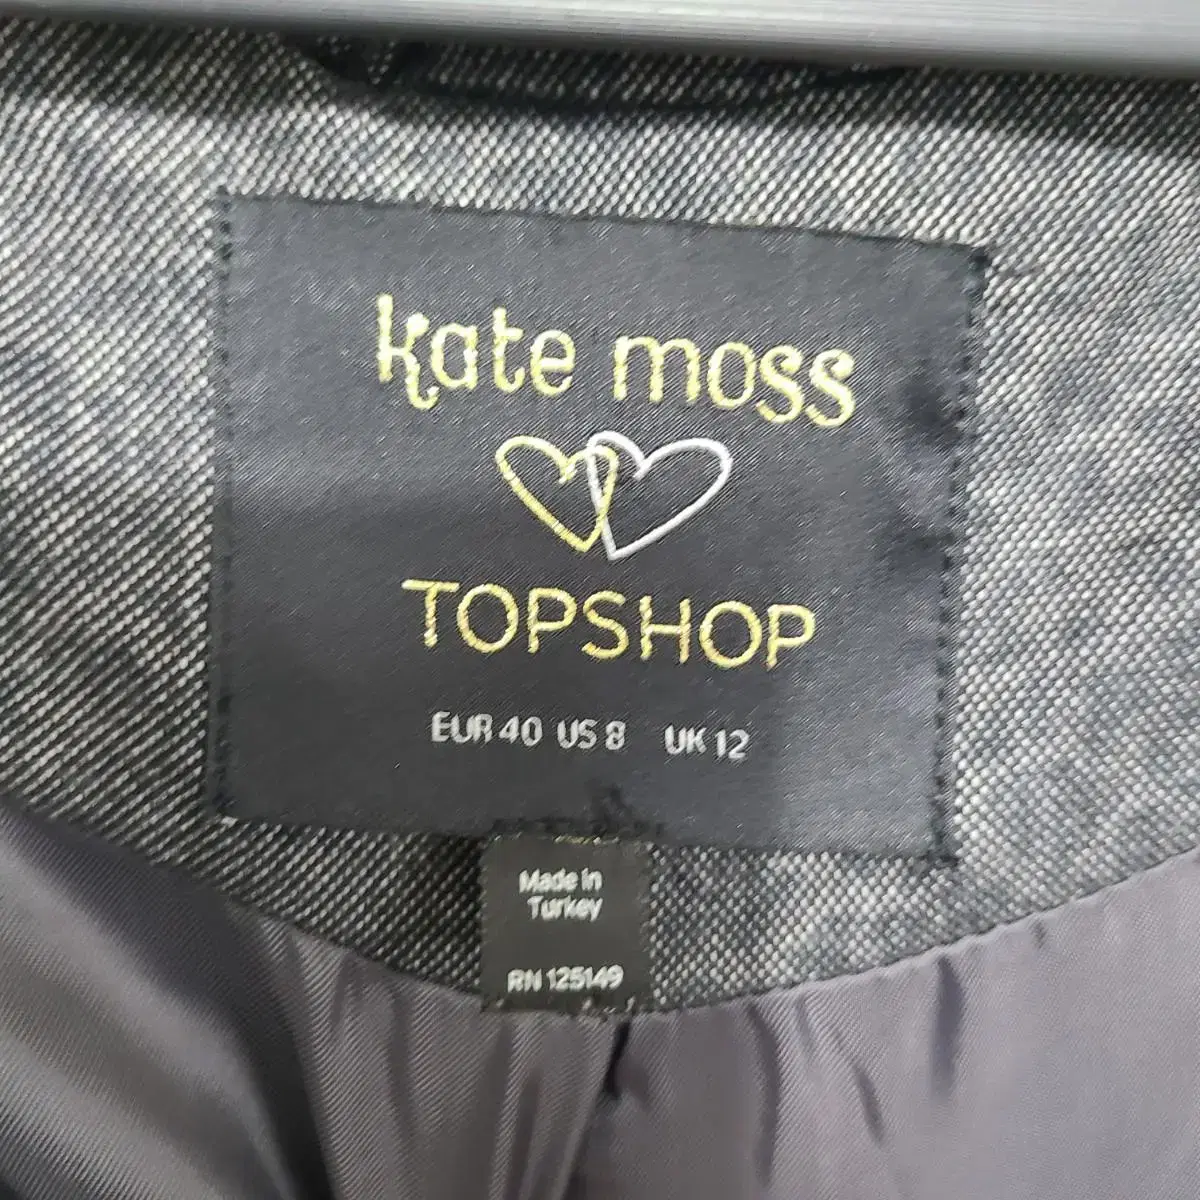 kate moss
TOPSHOP
EUR 40 US 8 UK 12
Made in
Turkey
RN 125149